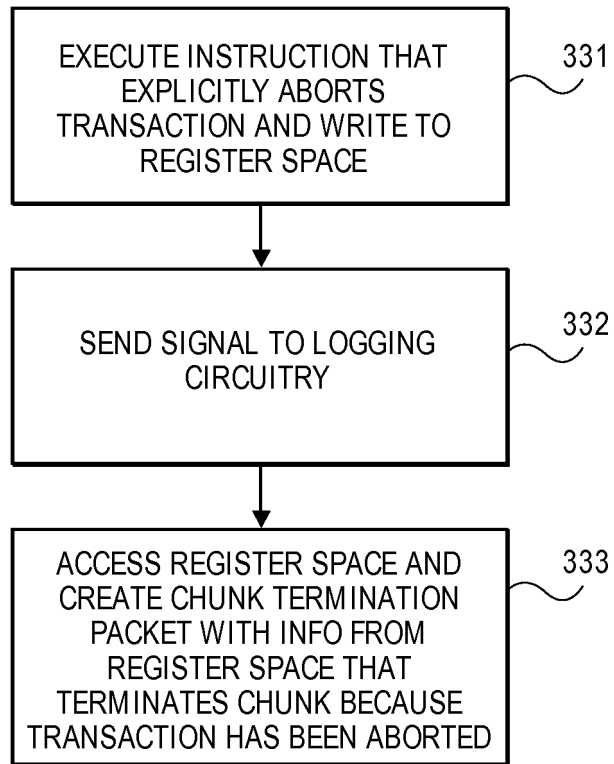 EXECUTE INSTRUCTION THAT
EXPLICITLY ABORTS
TRANSACTION AND WRITE TO
REGISTER SPACE
331
SEND SIGNAL TO LOGGING
CIRCUITRY
332
ACCESS REGISTER SPACE AND
CREATE CHUNK TERMINATION
PACKET WITH INFO FROM
REGISTER SPACE THAT
TERMINATES CHUNK BECAUSE
TRANSACTION HAS BEEN ABORTED
333